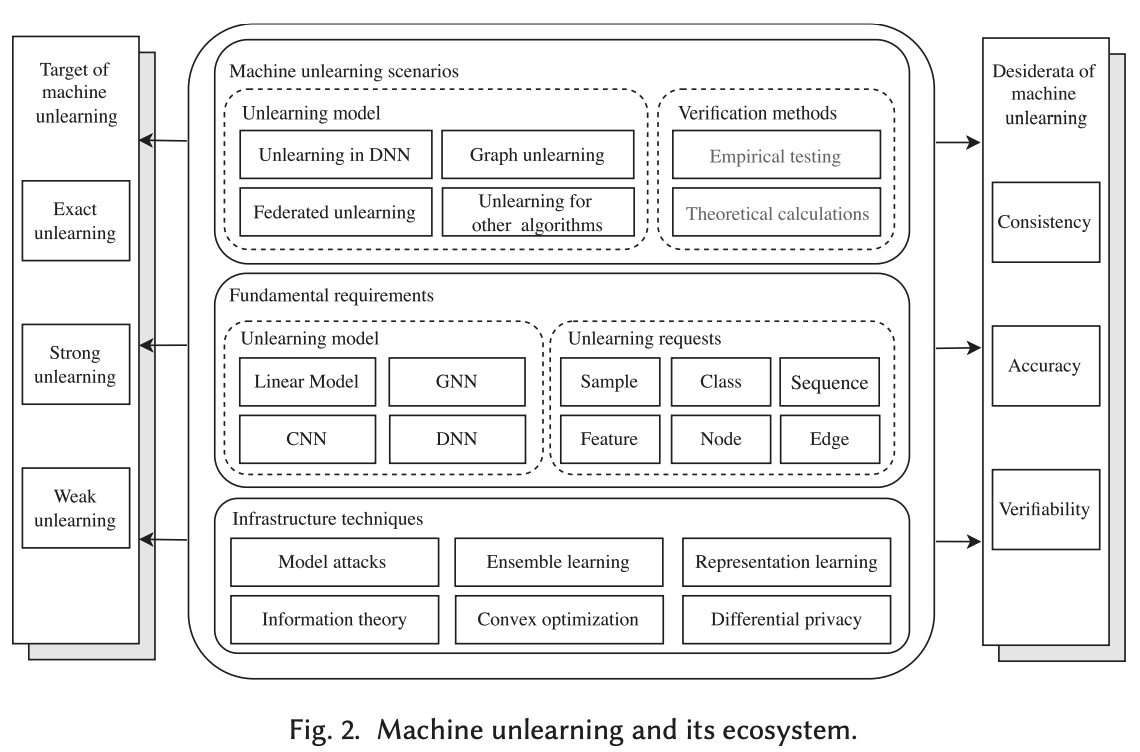 Target of
machine
unlearning
Exact
unlearning
Strong
unlearning
Weak
unlearning
Machine unlearning scenarios
Unlearning model
Unlearning in DNN
Graph unlearning
Federated unlearning
Unlearning for
other algorithms
Verification methods
Empirical testing
Theoretical calculations
Fundamental requirements
Unlearning model
Linear Model
GNN
CNN
DNN
Unlearning requests
Sample
Class
Sequence
Feature
Node
Edge
Infrastructure techniques
Model attacks
Ensemble learning
Representation learning
Information theory
Convex optimization
Differential privacy
Desiderata of
machine
unlearning
Consistency
Accuracy
Verifiability
Fig. 2. Machine unlearning and its ecosystem.